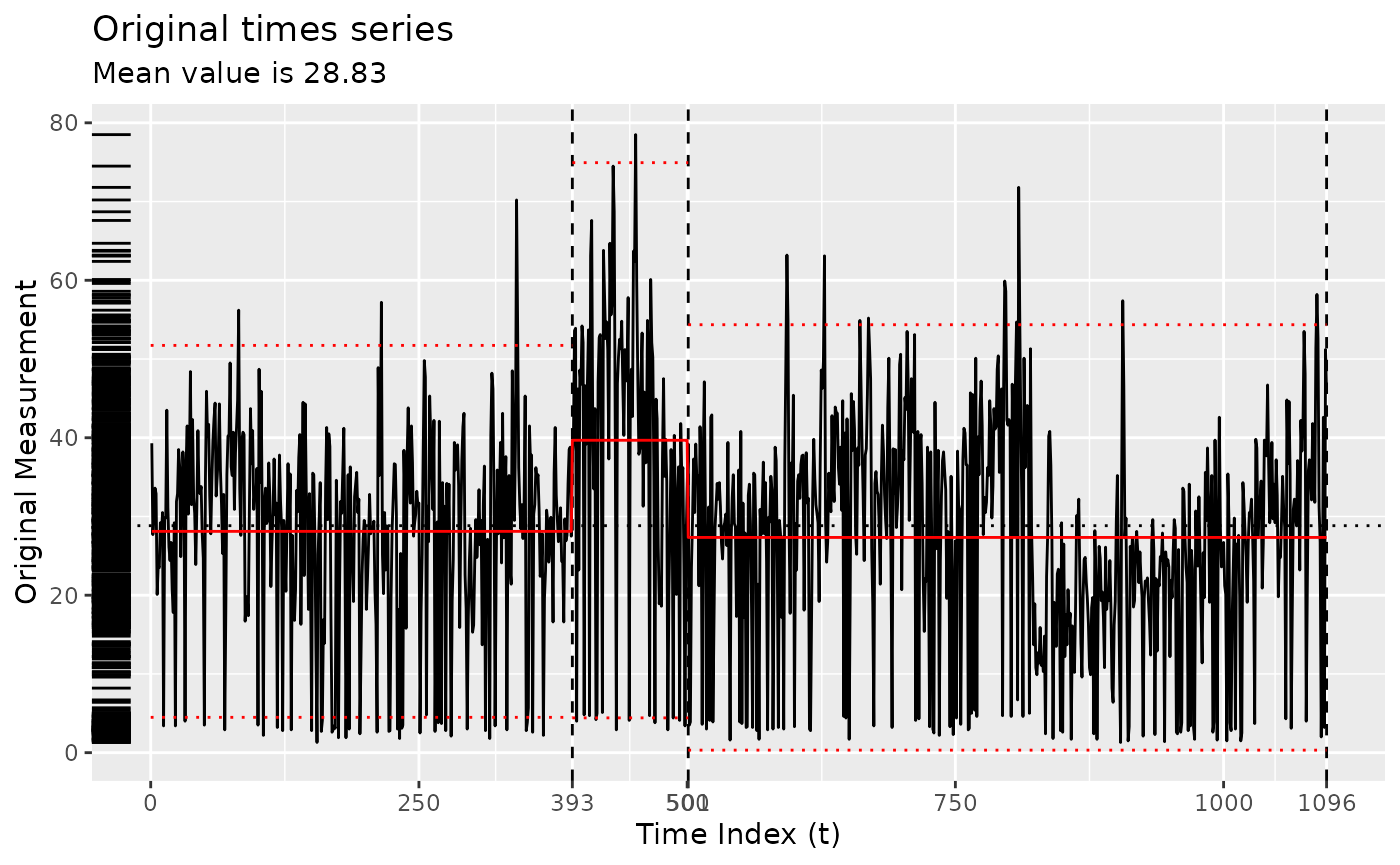 Original times series
Mean value is 28.83
Original Measurement
80
60
40
20
0
0 250 393 500 501 750 1000 1096
Time Index (t)